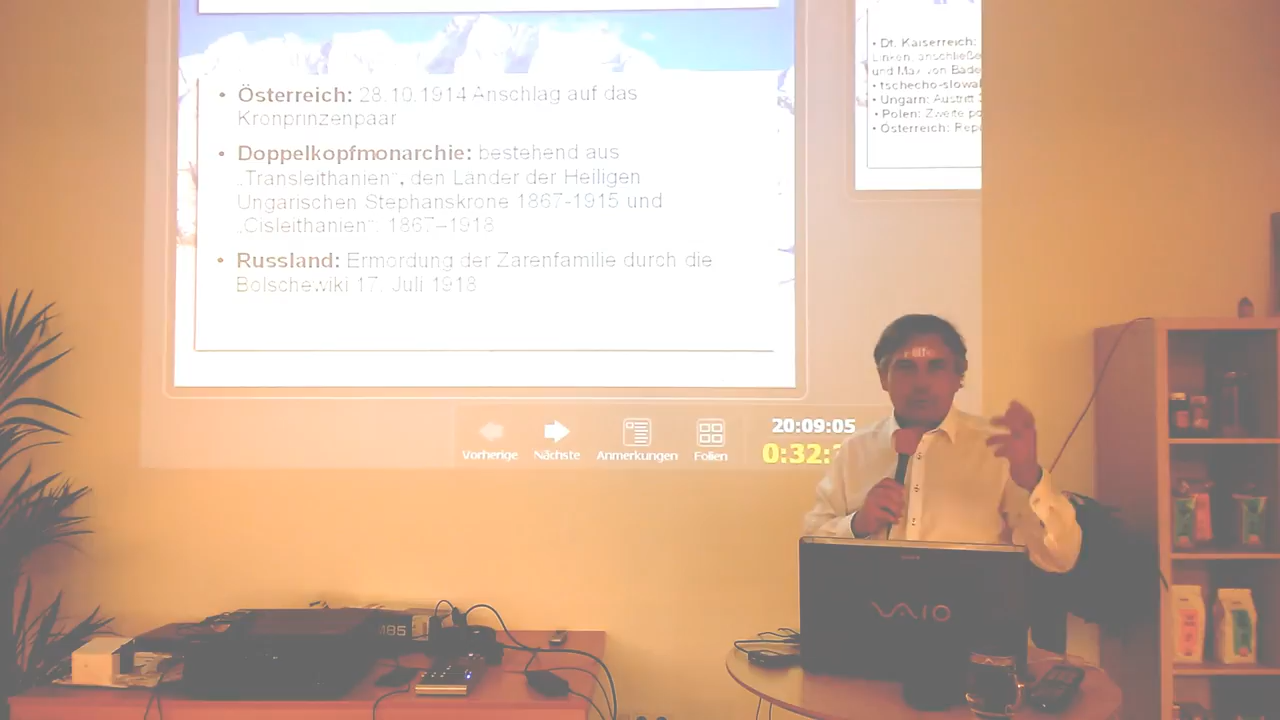 • Österreich: 28.10.1914 Anschlag auf das
Kronprinzenpaar
• Doppelkopfmonarchie: bestehend aus
„Transleithanien“, den Länder der Heiligen
Ungarischen Stephanskrone 1867-1915 und
„Cisleithanien“: 1867–1918
• Russland: Ermordung der Zarenfamilie durch die
Bolschewiki 17. Juli 1918
• Dt. Kaiserreich:
Linken, anschließe
und Max von Bade
• tschecho-slowa
• Ungarn: Austritt
• Polen: Zweite
• Österreich: Rep
20:09:05
0:32:
Vorherige Nächste Anmerkungen Folien
VAIO